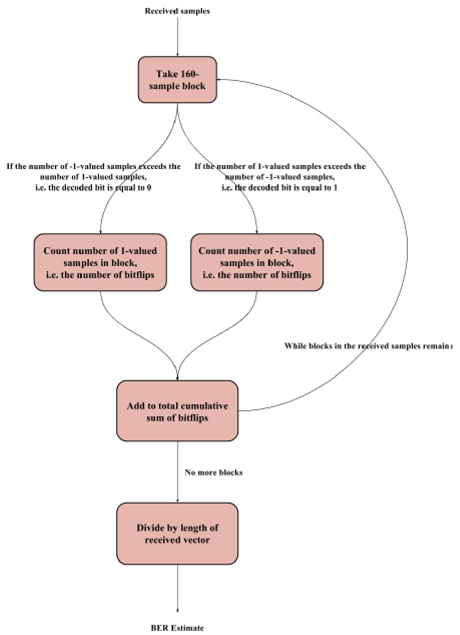 Received samples
Take 160-
sample block
If the number of -1-valued samples exceeds the
number of 1-valued samples,
i.e. the decoded bit is equal to 0
If the number of 1-valued samples exceeds the
number of -1-valued samples,
i.e. the decoded bit is equal to 1
Count number of 1-valued
samples in block,
i.e. the number of bitflips
Count number of -1-valued
samples in block,
i.e. the number of bitflips
While blocks in the received samples remain
Add to total cumulative
sum of bitflips
No more blocks
Divide by length of
received vector
BER Estimate